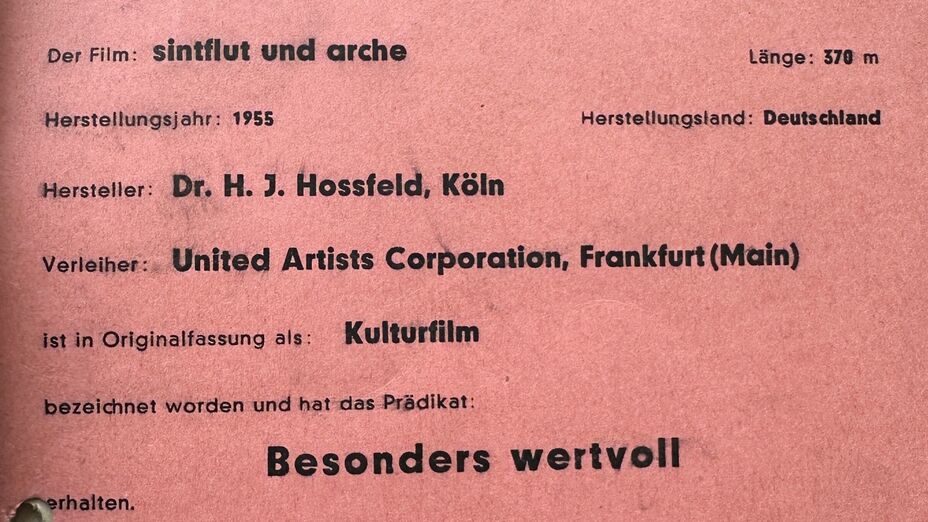 Der Film: sintflut und arche Länge: 370 m
Herstellungsjahr: 1955 Herstellungsland: Deutschland
Hersteller: Dr. H. J. Hossfeld, Köln
Verleiher: United Artists Corporation, Frankfurt (Main)
ist in Originalfassung als: Kulturfilm
bezeichnet worden und hat das Prädikat:
Besonders wertvoll
erhalten.